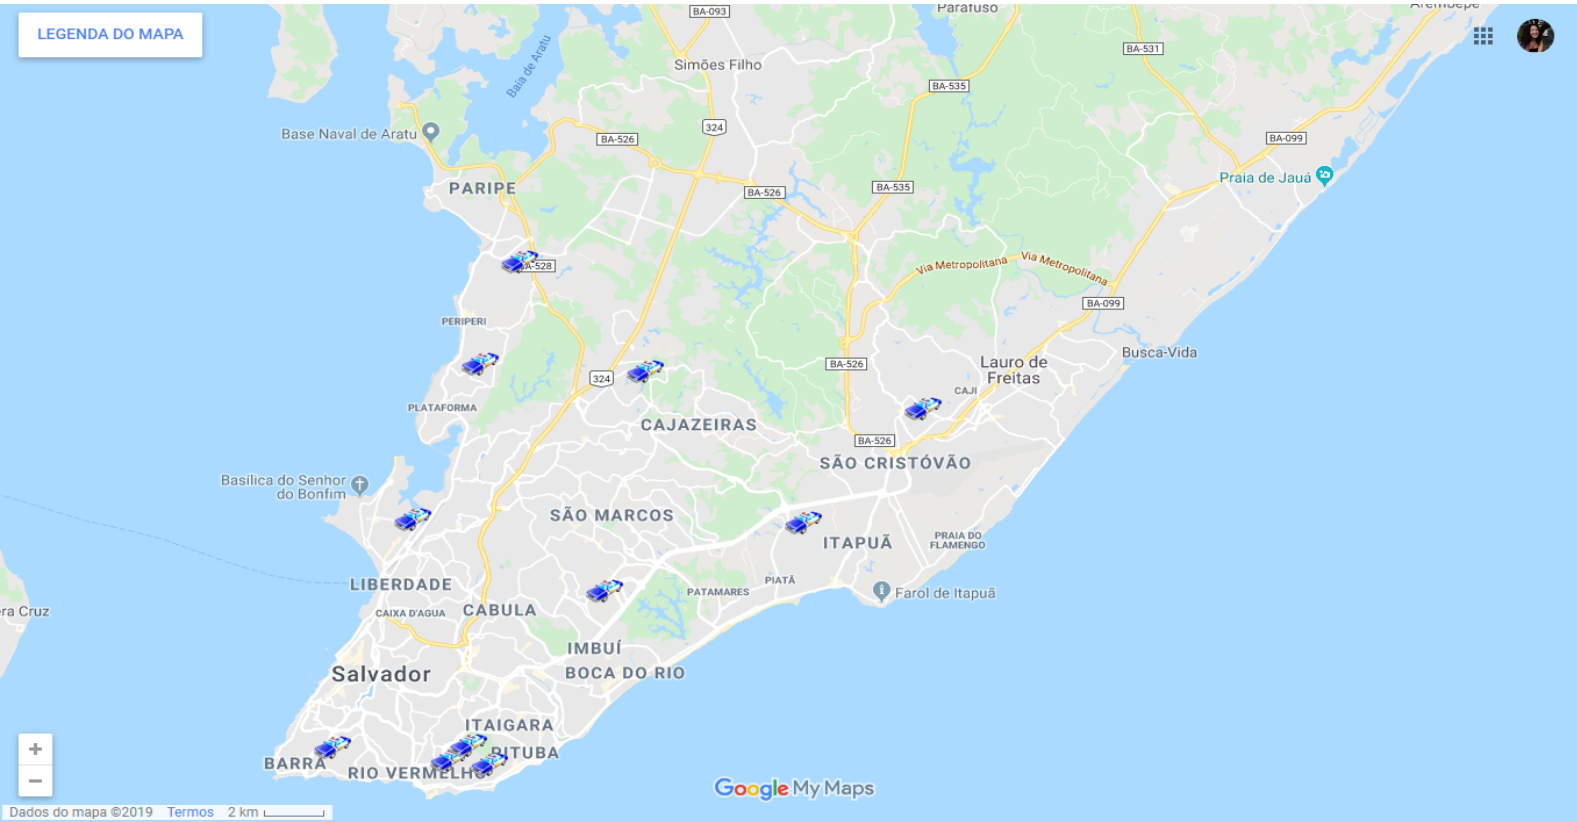 LEGENDA DO MAPA
BA-093
Parafuso
Arembepe
BA-531
Simões Filho
Baía de Aratu
BA-535
324
Base Naval de Aratu
BA-526
BA-099
Praia de Jauá
PARIPE
BA-526
BA-535
Via Metropolitana
Via Metropolitana
A-528
BA-099
PERIPERI
Busca-Vida
Lauro de
Freitas
BA-526
324
CAJI
PLATAFORMA
CAJAZEIRAS
BA-526
SÃO CRISTÓVÃO
Basílica do Senhor
do Bonfim
SÃO MARCOS
ITAPUÃ
PRAIA DO
FLAMENGO
LIBERDADE
PIATÃ
PATAMARES
Farol de Itapuã
era Cruz
CAIXA D'AGUA
CABULA
IMBUÍ
BOCA DO RIO
Salvador
ITAIGARA
PITUBA
BARRA
RIO VERMELHO
+
−
Google My Maps
Dados do mapa ©2019 Termos 2 km